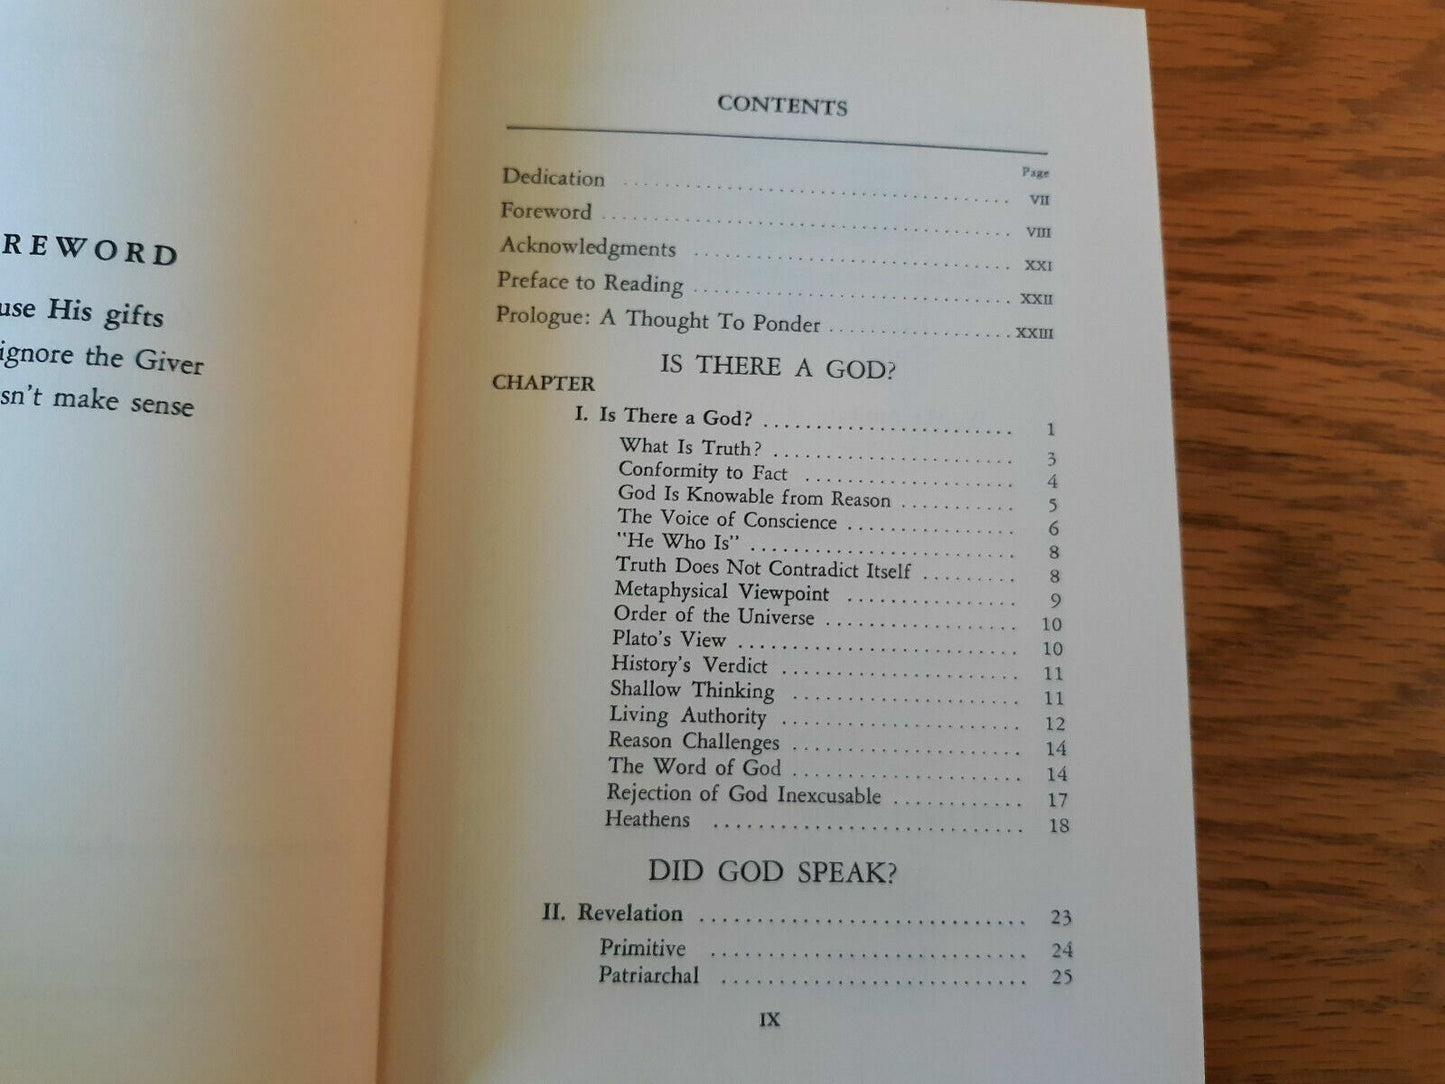 REWORD
use His gifts
ignore the Giver
sn't make sense
CONTENTS
Page
Dedication ........ VII
Foreword ........ VIII
Acknowledgments ........ XXI
Preface to Reading ........ XXII
Prologue: A Thought To Ponder ........ XXIII
IS THERE A GOD?
CHAPTER
I. Is There a God? ........ 1
What Is Truth? ........ 3
Conformity to Fact ........ 4
God Is Knowable from Reason ........ 5
The Voice of Conscience ........ 6
"He Who Is" ........ 8
Truth Does Not Contradict Itself ........ 8
Metaphysical Viewpoint ........ 9
Order of the Universe ........ 10
Plato's View ........ 10
History's Verdict ........ 11
Shallow Thinking ........ 11
Living Authority ........ 12
Reason Challenges ........ 14
The Word of God ........ 14
Rejection of God Inexcusable ........ 17
Heathens ........ 18
DID GOD SPEAK?
II. Revelation ........ 23
Primitive ........ 24
Patriarchal ........ 25
IX